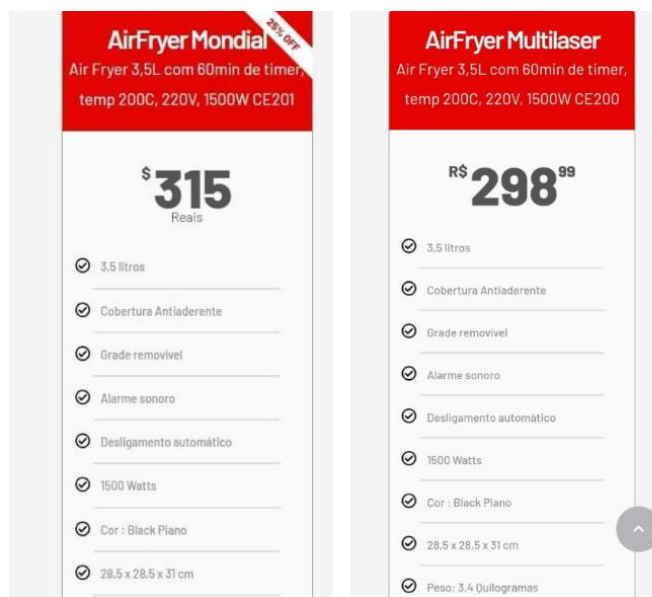 AirFryer Mondial
25% OFF
Air Fryer 3,5L com 60min de timer,
temp 200C, 220V, 1500W CE201
$315
Reais
3,5 litros
Cobertura Antiaderente
Grade removível
Alarme sonoro
Desligamento automático
1500 Watts
Cor : Black Piano
28,5 x 28,5 x 31 cm
AirFryer Multilaser
Air Fryer 3,5L com 60min de timer,
temp 200C, 220V, 1500W CE200
R$29899
3,5 litros
Cobertura Antiaderente
Grade removível
Alarme sonoro
Desligamento automático
1500 Watts
Cor : Black Piano
28,5 x 28,5 x 31 cm
Peso: 3,4 Quilogramas